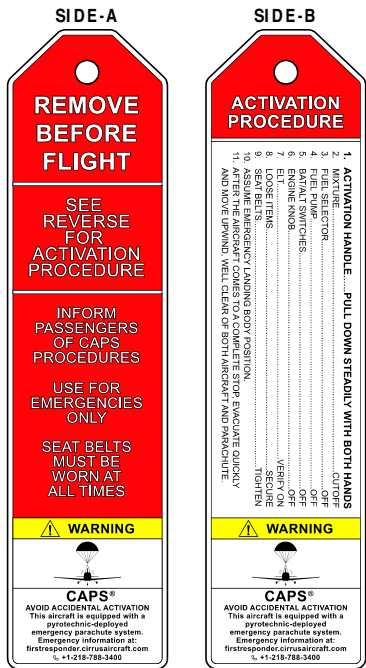 SIDE-A
REMOVE
BEFORE
FLIGHT
SEE
REVERSE
FOR
ACTIVATION
PROCEDURE
INFORM
PASSENGERS
OF CAPS
PROCEDURES
USE FOR
EMERGENCIES
ONLY
SEAT BELTS
MUST BE
WORN AT
ALL TIMES
WARNING
CAPS®
AVOID ACCIDENTAL ACTIVATION
This aircraft is equipped with a
pyrotechnic-deployed
emergency parachute system.
Emergency information at:
firstresponder.cirrusaircraft.com
+1-218-788-3400
SIDE-B
ACTIVATION
PROCEDURE
1. ACTIVATION HANDLE.....PULL DOWN STEADILY WITH BOTH HANDS
2. MIXTURE..........CUTOFF
3. FUEL SELECTOR..........OFF
4. FUEL PUMP..........OFF
5. BAT/ALT SWITCHES..........OFF
6. ENGINE KNOB..........OFF
7. ELT..........VERIFY ON
8. LOOSE ITEMS..........SECURE
9. SEAT BELTS..........TIGHTEN
10. ASSUME EMERGENCY LANDING BODY POSITION.
11. AFTER THE AIRCRAFT COMES TO A COMPLETE STOP, EVACUATE QUICKLY
AND MOVE UPWIND, WELL CLEAR OF BOTH AIRCRAFT AND PARACHUTE.
WARNING
CAPS®
AVOID ACCIDENTAL ACTIVATION
This aircraft is equipped with a
pyrotechnic-deployed
emergency parachute system.
Emergency information at:
firstresponder.cirrusaircraft.com
+1-218-788-3400